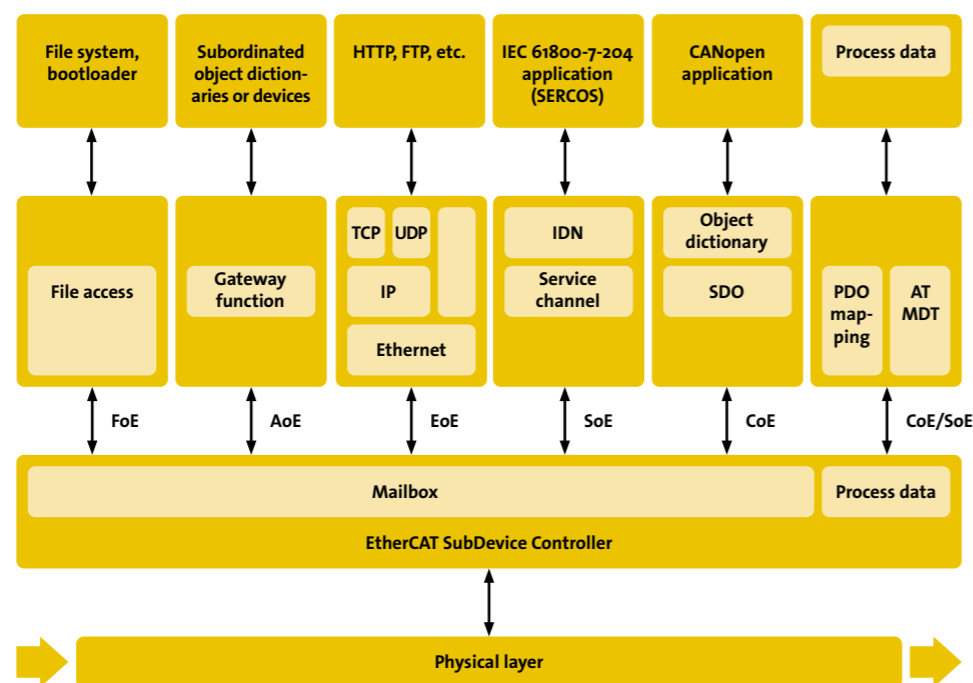 File system,
bootloader
Subordinated
object diction-
aries or devices
HTTP, FTP, etc.
IEC 61800-7-204
application
(SERCOS)
CANopen
application
Process data
File access
Gateway
function
TCP
UDP
IP
Ethernet
IDN
Service
channel
Object
dictionary
SDO
PDO
map-
ping
AT
MDT
FoE
AoE
EoE
SoE
CoE
CoE/SoE
Mailbox
Process data
EtherCAT SubDevice Controller
Physical layer